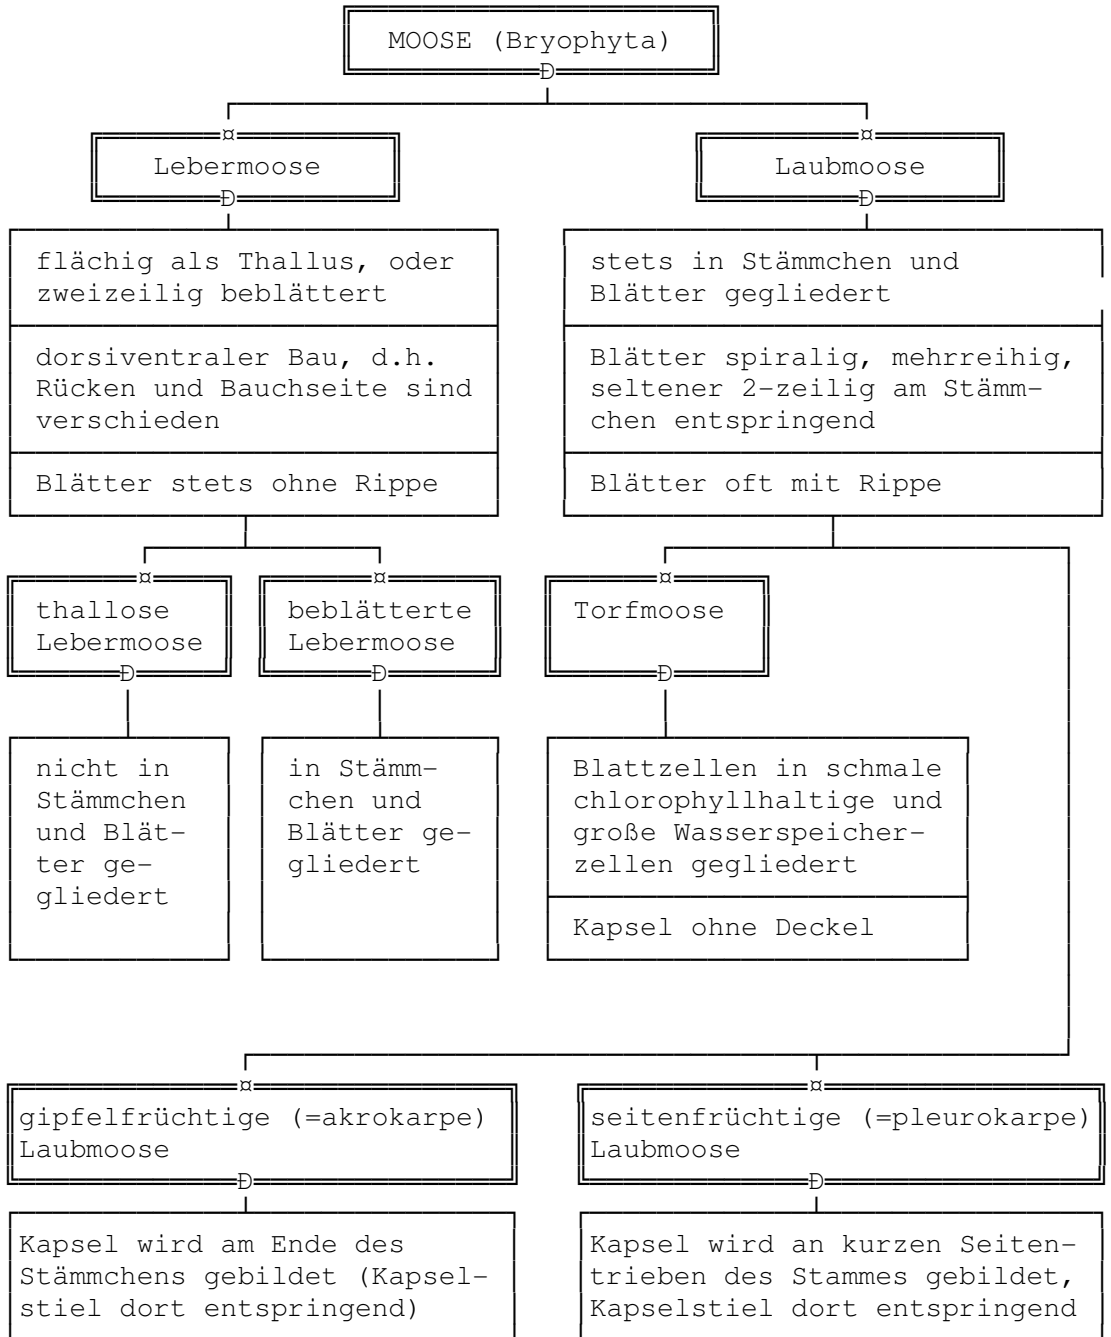 MOOSE (Bryophyta)
Lebermoose
Laubmoose
flächig als Thallus, oder
zweizeilig beblättert
dorsiventraler Bau, d.h.
Rücken und Bauchseite sind
verschieden
Blätter stets ohne Rippe
stets in Stämmchen und
Blätter gegliedert
Blätter spiralig, mehrreihig,
seltener 2-zeilig am Stämm-
chen entspringend
Blätter oft mit Rippe
thallose
Lebermoose
beblätterte
Lebermoose
Torfmoose
nicht in
Stämmchen
und Blät-
ter ge-
gliedert
in Stämm-
chen und
Blätter ge-
gliedert
Blattzellen in schmale
chlorophyllhaltige und
große Wasserspeicher-
zellen gegliedert
Kapsel ohne Deckel
gipfelfrüchtige (=akrokarpe)
Laubmoose
seitenfrüchtige (=pleurokarpe)
Laubmoose
Kapsel wird am Ende des
Stämmchens gebildet (Kapsel-
stiel dort entspringend)
Kapsel wird an kurzen Seiten-
trieben des Stammes gebildet,
Kapselstiel dort entspringend